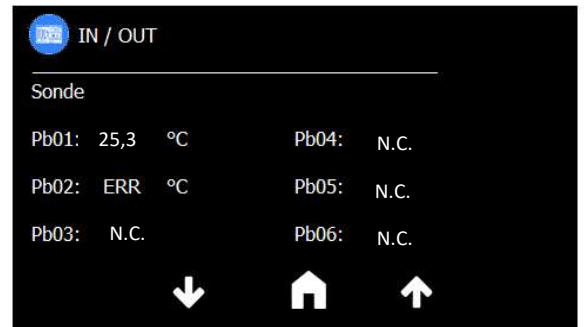 IN / OUT
Sonde
Pb01: 25,3 °C Pb04: N.C.
Pb02: ERR °C Pb05: N.C.
Pb03: N.C. Pb06: N.C.